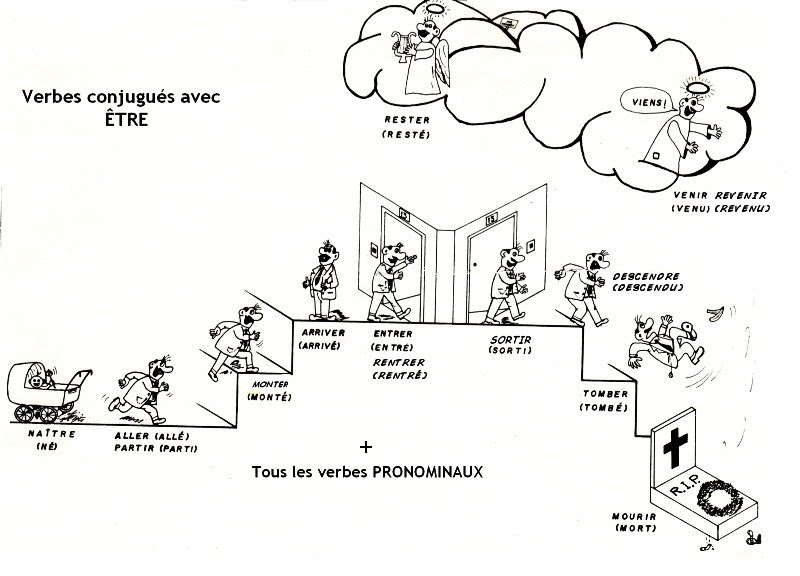 Verbes conjugués avec
ÊTRE
RESTER
(RESTÉ)
VIENS!
VENIR REVENIR
(VENU) (REVENU)
DESCENDRE
(DESCENDU)
ARRIVER
(ARRIVÉ)
ENTRER
(ENTRÉ)
RENTRER
(RENTRÉ)
SORTIR
(SORTI)
MONTER
(MONTÉ)
TOMBER
(TOMBÉ)
NAÎTRE
(NÉ)
ALLER (ALLÉ)
PARTIR (PARTI)
+
Tous les verbes PRONOMINAUX
R.I.P.
MOURIR
(MORT)